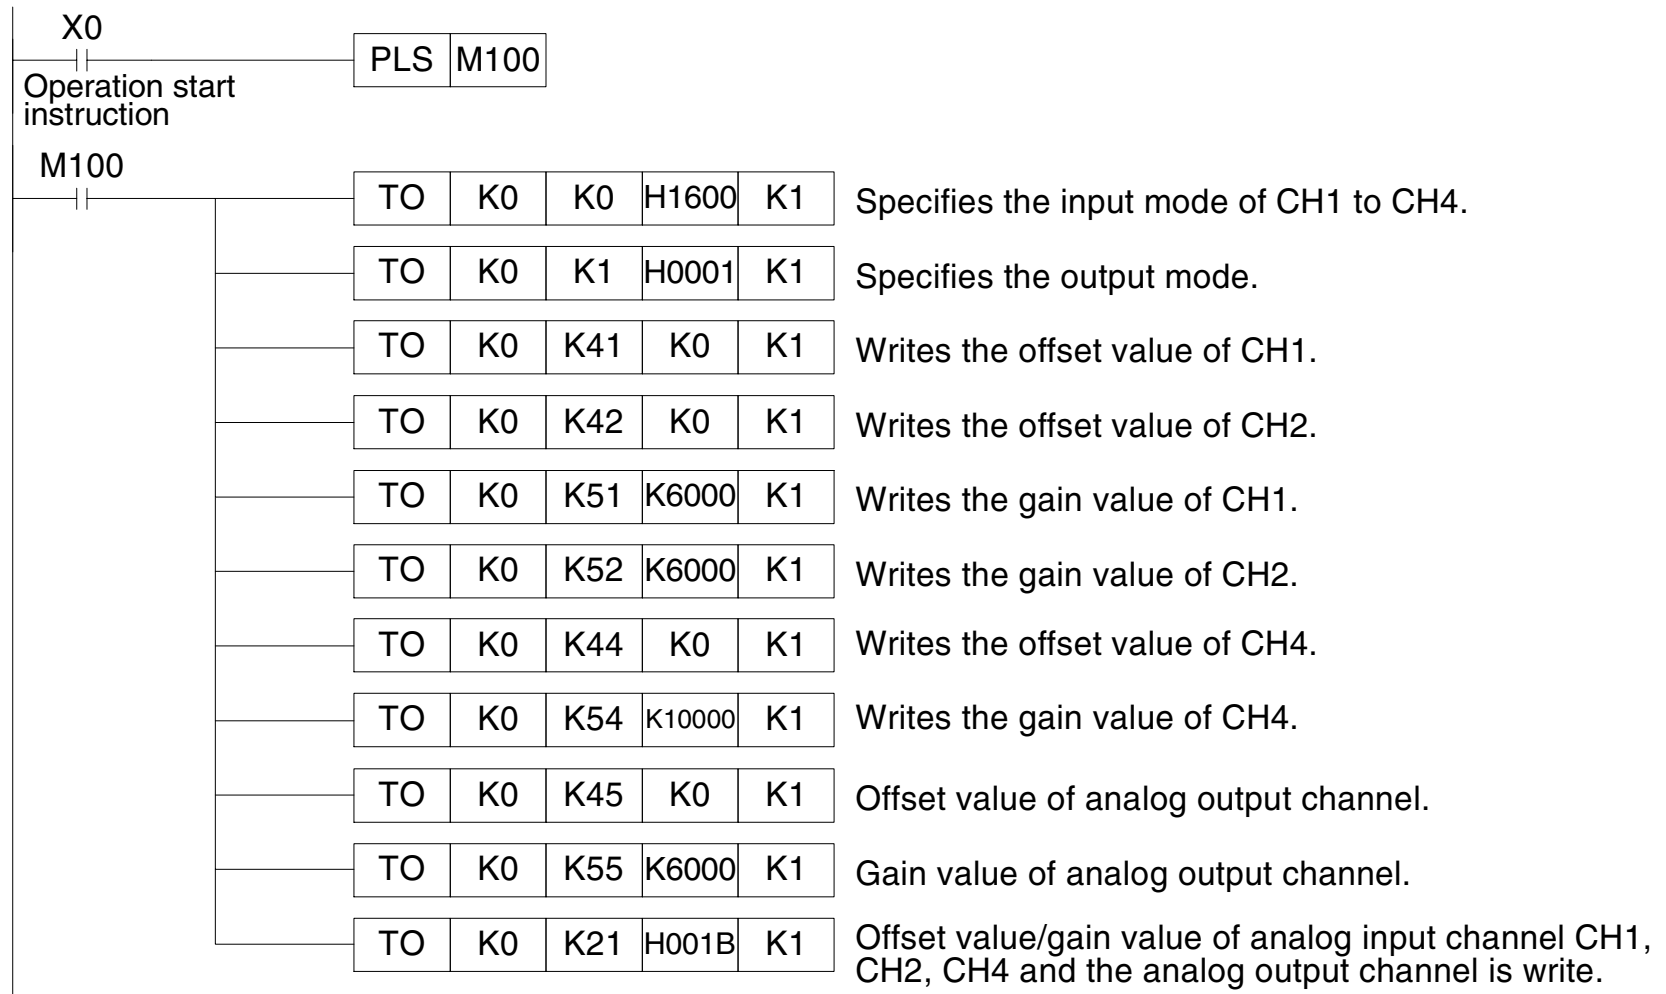 X0
PLS M100
Operation start
instruction
M100
TO K0 K0 H1600 K1 Specifies the input mode of CH1 to CH4.
TO K0 K1 H0001 K1 Specifies the output mode.
TO K0 K41 K0 K1 Writes the offset value of CH1.
TO K0 K42 K0 K1 Writes the offset value of CH2.
TO K0 K51 K6000 K1 Writes the gain value of CH1.
TO K0 K52 K6000 K1 Writes the gain value of CH2.
TO K0 K44 K0 K1 Writes the offset value of CH4.
TO K0 K54 K10000 K1 Writes the gain value of CH4.
TO K0 K45 K0 K1 Offset value of analog output channel.
TO K0 K55 K6000 K1 Gain value of analog output channel.
TO K0 K21 H001B K1 Offset value/gain value of analog input channel CH1,
CH2, CH4 and the analog output channel is write.